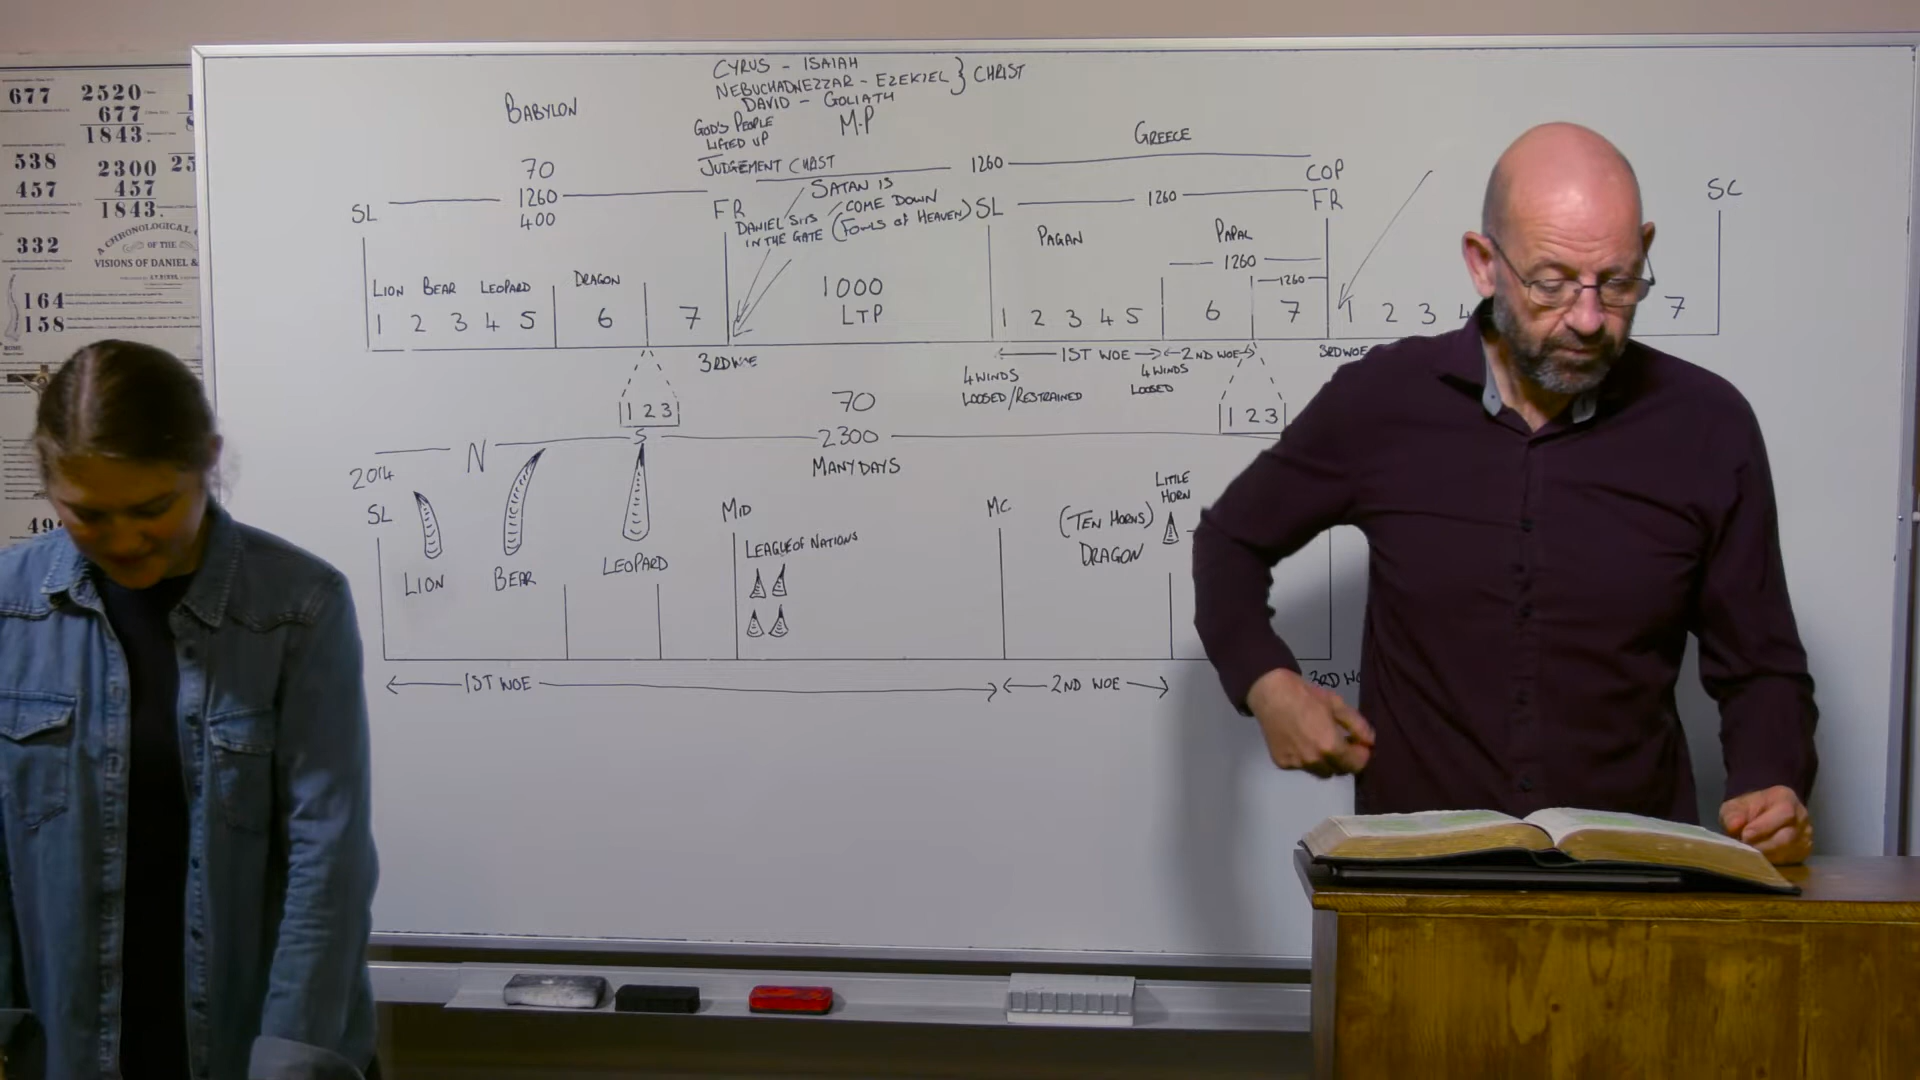 CYRUS - ISAIAH
NEBUCHADNEZZAR - EZEKIEL } CHRIST
DAVID - GOLIATH
M.P
GOD'S PEOPLE
LIFTED UP
JUDGEMENT
BABYLON
70
1260
400
SL
FR
LION BEAR LEOPARD DRAGON
1 2 3 4 5 6 7
3RD WOE
1 2 3
SATAN IS
COME DOWN
(FOWLS OF HEAVEN)
DANIEL SITS
IN THE GATE
1000
LTP
GREECE
1260
COP
SL 1260 FR
PAGAN PAPAL
1260
1260
1 2 3 4 5 6 7
1ST WOE 2ND WOE
4 WINDS
LOOSED/RESTRAINED
4 WINDS
LOOSED
1 2 3
SC
1 2 3 4 7
3RD WOE
70
2300
MANY DAYS
2014
N
S
SL
LION
BEAR
LEOPARD
MID
LEAGUE OF NATIONS
MC
(TEN HORNS)
DRAGON
LITTLE
HORN
1ST WOE 2ND WOE
677
2520
677
1843.
538
457
2300
457
1843.
25
332
A CHRONOLOGICAL
OF THE
VISIONS OF DANIEL &
164
158